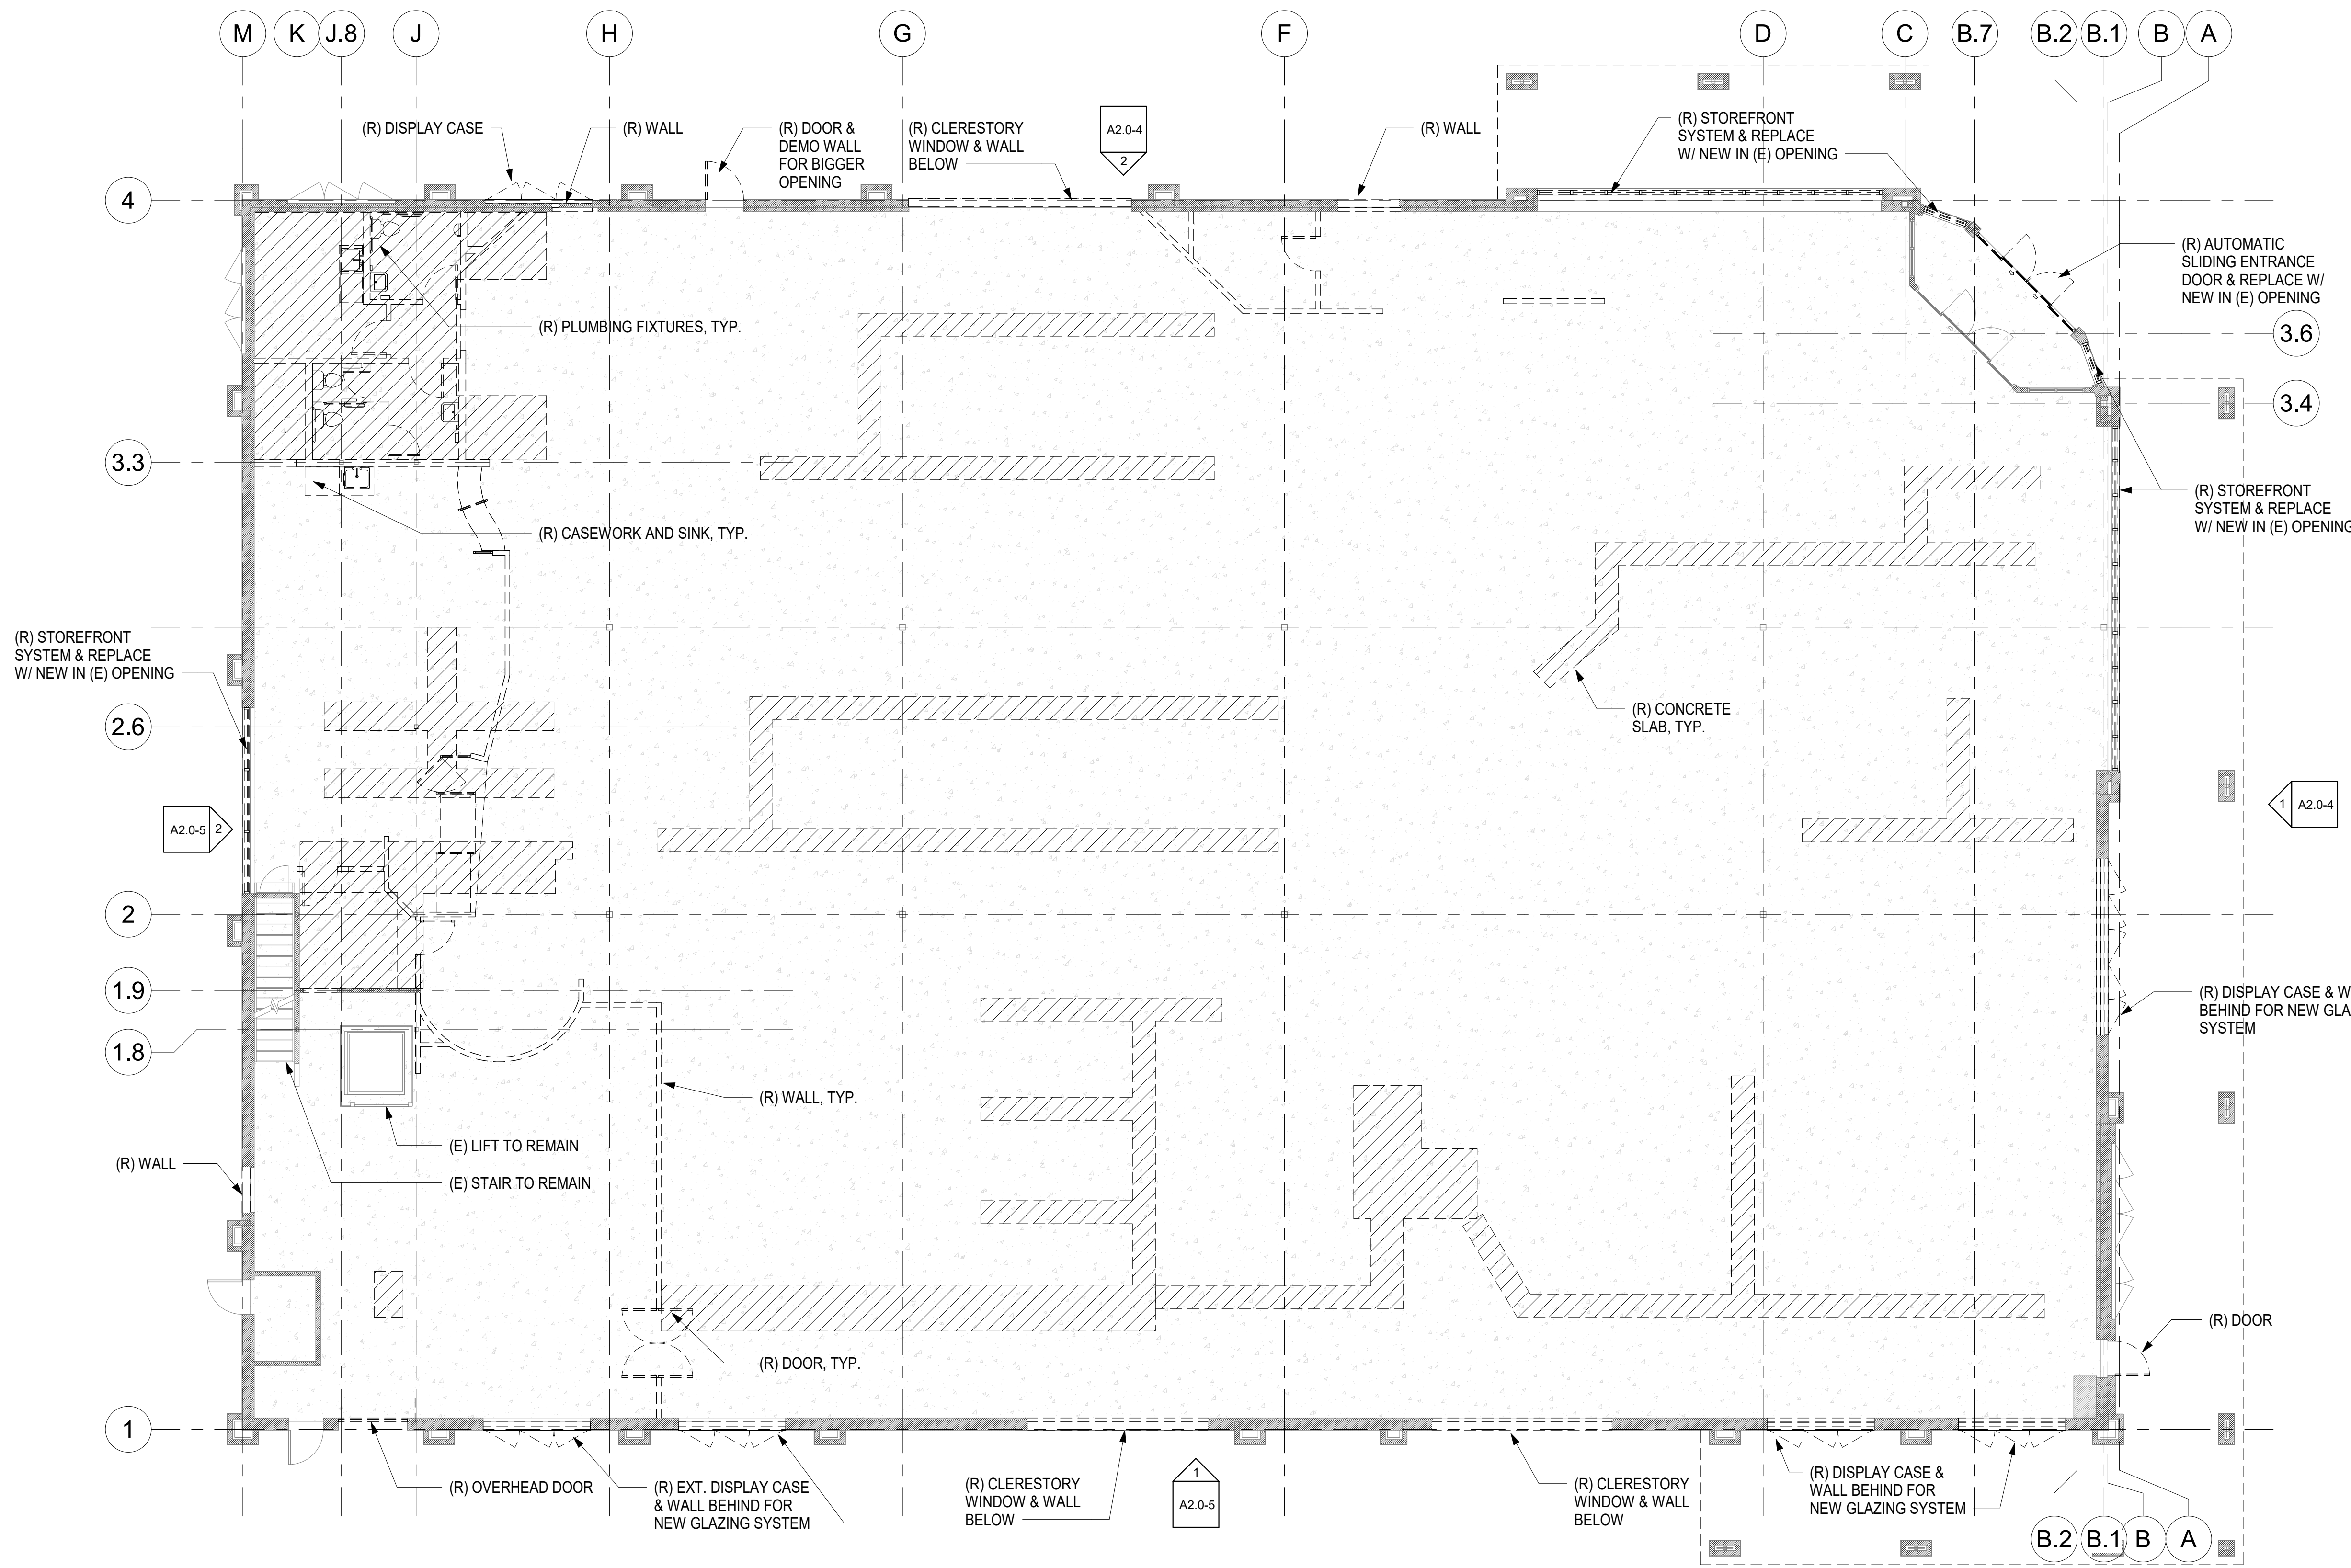 M
K
J.8
J
H
G
F
D
C
B.7
B.2
B.1
B
A
(R) DISPLAY CASE
(R) WALL
(R) DOOR &
DEMO WALL
FOR BIGGER
OPENING
(R) CLERESTORY
WINDOW & WALL
BELOW
A2.0-4
2
(R) WALL
(R) STOREFRONT
SYSTEM & REPLACE
W/ NEW IN (E) OPENING
4
(R) AUTOMATIC
SLIDING ENTRANCE
DOOR & REPLACE W/
NEW IN (E) OPENING
(R) PLUMBING FIXTURES, TYP.
3.6
3.4
3.3
(R) STOREFRONT
SYSTEM & REPLACE
W/ NEW IN (E) OPENING
(R) CASEWORK AND SINK, TYP.
(R) STOREFRONT
SYSTEM & REPLACE
W/ NEW IN (E) OPENING
(R) CONCRETE
SLAB, TYP.
2.6
A2.0-5
2
1
A2.0-4
2
1.9
(R) DISPLAY CASE & W
BEHIND FOR NEW GLA
SYSTEM
1.8
(R) WALL, TYP.
(E) LIFT TO REMAIN
(R) WALL
(E) STAIR TO REMAIN
(R) DOOR
(R) DOOR, TYP.
1
(R) OVERHEAD DOOR
(R) EXT. DISPLAY CASE
& WALL BEHIND FOR
NEW GLAZING SYSTEM
(R) CLERESTORY
WINDOW & WALL
BELOW
1
A2.0-5
(R) CLERESTORY
WINDOW & WALL
BELOW
(R) DISPLAY CASE &
WALL BEHIND FOR
NEW GLAZING SYSTEM
B.2
B.1
B
A